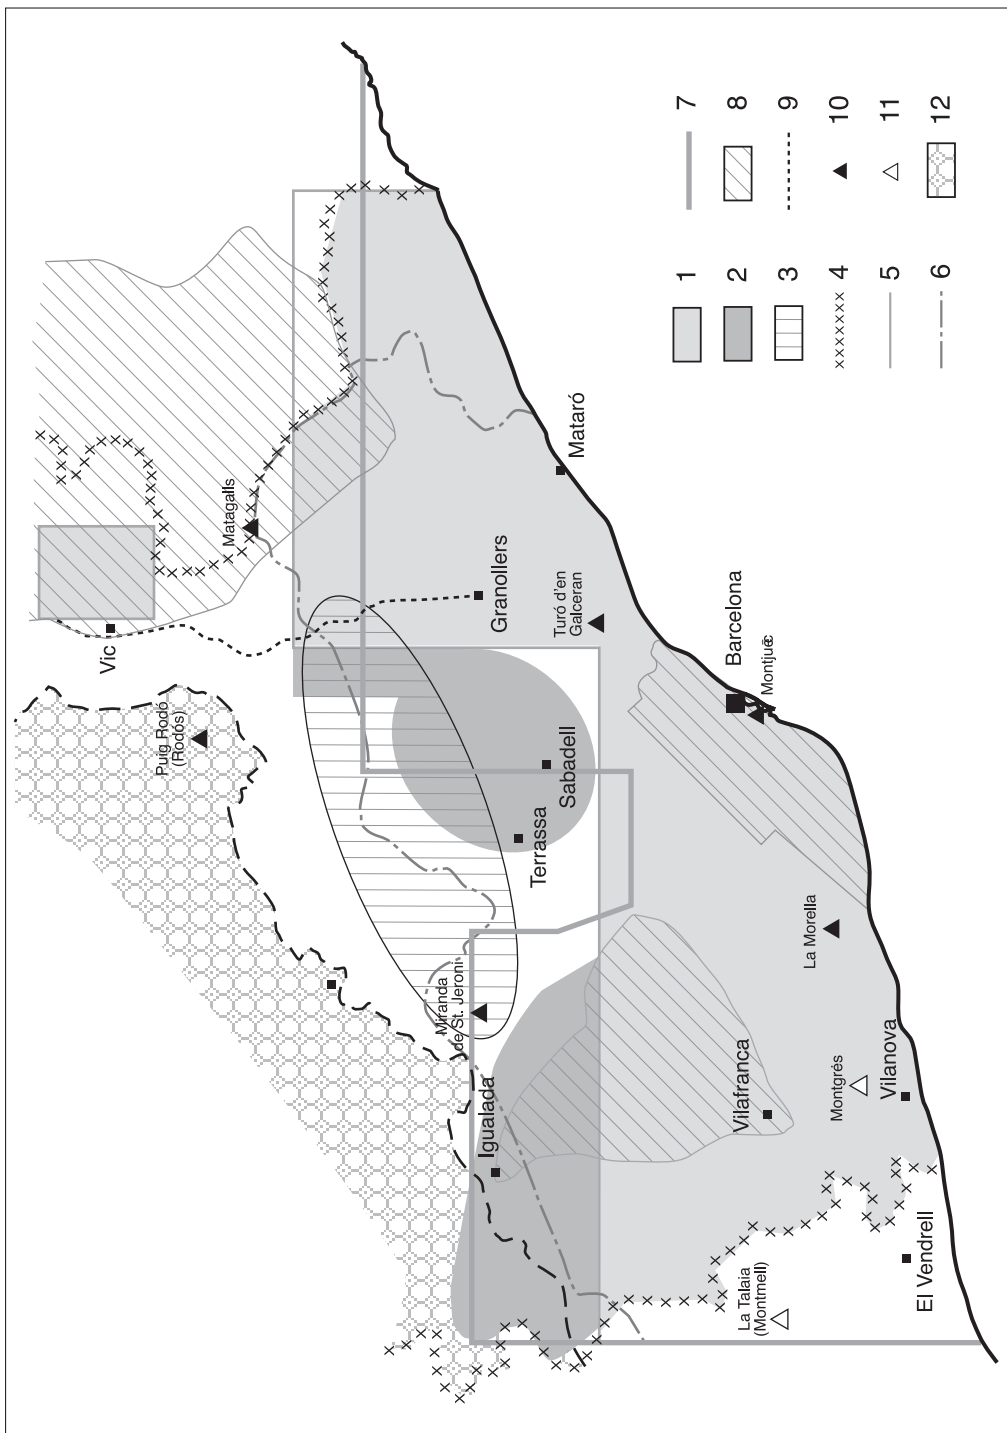 Vic
Puig Rodó
(Rodós)
Matagalls
Miranda
de St. Jeroni
Igualada
Granollers
Terrassa
Turó d'en
Galceran
Sabadell
Mataró
Barcelona
Vilafranca
La Talaia
(Montmell)
La Morella
Montgrés
Vilanova
El Vendrell
1
2
3
4
5
6
7
8
9
10
11
12